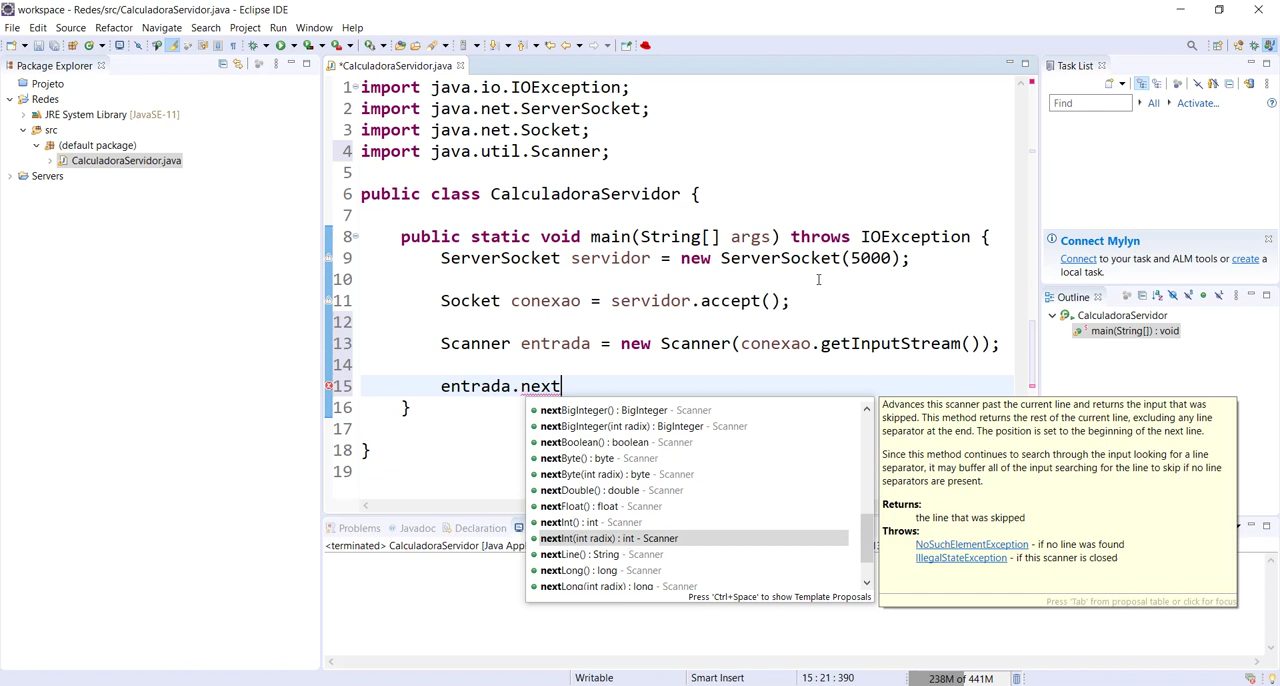 workspace - Redes/src/CalculadoraServidor.java - Eclipse IDE
File Edit Source Refactor Navigate Search Project Run Window Help
Package Explorer
Projeto
Redes
JRE System Library [JavaSE-11]
src
(default package)
CalculadoraServidor.java
Servers
*CalculadoraServidor.java
1 import java.io.IOException;
2 import java.net.ServerSocket;
3 import java.net.Socket;
4 import java.util.Scanner;
5
6 public class CalculadoraServidor {
7
8 public static void main(String[] args) throws IOException {
9 ServerSocket servidor = new ServerSocket(5000);
10
11 Socket conexao = servidor.accept();
12
13 Scanner entrada = new Scanner(conexao.getInputStream());
14
15 entrada.next
16 }
17
18 }
19
nextBigInteger() : BigInteger - Scanner
nextBigInteger(int radix) : BigInteger - Scanner
nextBoolean() : boolean - Scanner
nextByte() : byte - Scanner
nextByte(int radix) : byte - Scanner
nextDouble() : double - Scanner
nextFloat() : float - Scanner
nextInt() : int - Scanner
nextInt(int radix) : int - Scanner
nextLine() : String - Scanner
nextLong() : long - Scanner
nextLong(int radix) : long - Scanner
Press 'Ctrl+Space' to show Template Proposals
Advances this scanner past the current line and returns the input that was
skipped. This method returns the rest of the current line, excluding any line
separator at the end. The position is set to the beginning of the next line.
Since this method continues to search through the input looking for a line
separator, it may buffer all of the input searching for the line to skip if no line
separators are present.
Returns:
the line that was skipped
Throws:
NoSuchElementException - if no line was found
IllegalStateException - if this scanner is closed
Press 'Tab' from proposal table or click for focus
Problems Javadoc Declaration
<terminated> CalculadoraServidor [Java App
Task List
Find All Activate...
Connect Mylyn
Connect to your task and ALM tools or create a
local task.
Outline
CalculadoraServidor
main(String[]) : void
Writable Smart Insert 15 : 21 : 390 238M of 441M